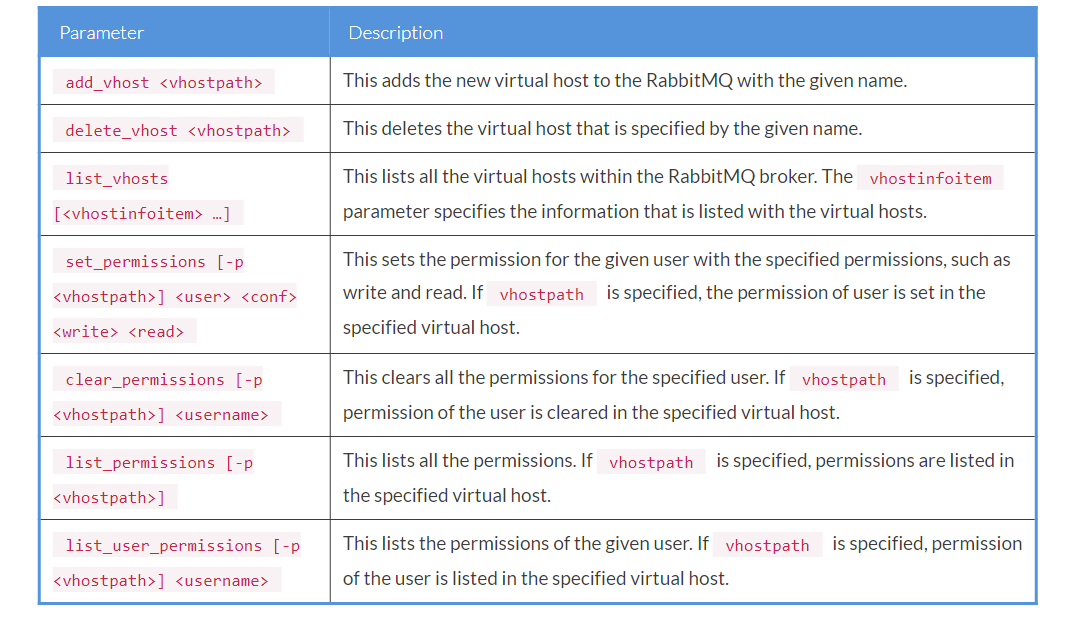 Parameter Description
add_vhost <vhostpath> This adds the new virtual host to the RabbitMQ with the given name.
delete_vhost <vhostpath> This deletes the virtual host that is specified by the given name.
list_vhosts
[<vhostinfoitem> …]
This lists all the virtual hosts within the RabbitMQ broker. The vhostinfoitem
parameter specifies the information that is listed with the virtual hosts.
set_permissions [-p
<vhostpath>] <user> <conf>
<write> <read>
This sets the permission for the given user with the specified permissions, such as
write and read. If vhostpath is specified, the permission of user is set in the
specified virtual host.
clear_permissions [-p
<vhostpath>] <username>
This clears all the permissions for the specified user. If vhostpath is specified,
permission of the user is cleared in the specified virtual host.
list_permissions [-p
<vhostpath>]
This lists all the permissions. If vhostpath is specified, permissions are listed in
the specified virtual host.
list_user_permissions [-p
<vhostpath>] <username>
This lists the permissions of the given user. If vhostpath is specified, permission
of the user is listed in the specified virtual host.